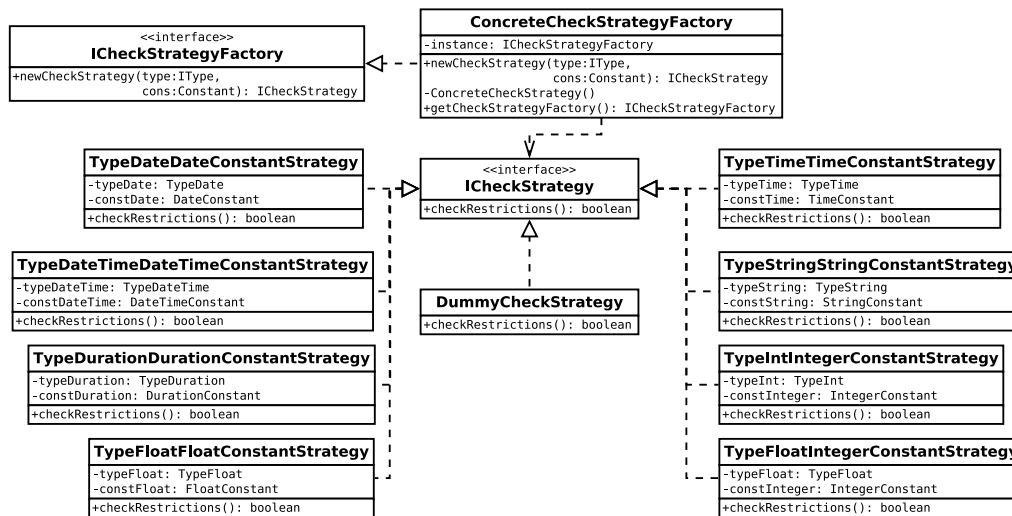 <<interface>>
ICheckStrategyFactory
+newCheckStrategy(type:IType,
cons:Constant): ICheckStrategy
ConcreteCheckStrategyFactory
-instance: ICheckStrategyFactory
+newCheckStrategy(type:IType,
cons:Constant): ICheckStrategy
-ConcreteCheckStrategy()
+getCheckStrategyFactory(): ICheckStrategyFactory
TypeDateDateConstantStrategy
-typeDate: TypeDate
-constDate: DateConstant
+checkRestrictions(): boolean
<<interface>>
ICheckStrategy
+checkRestrictions(): boolean
TypeTimeTimeConstantStrategy
-typeTime: TypeTime
-constTime: TimeConstant
+checkRestrictions(): boolean
TypeDateTimeDateTimeConstantStrategy
-typeDateTime: TypeDateTime
-constDateTime: DateTimeConstant
+checkRestrictions(): boolean
DummyCheckStrategy
+checkRestrictions(): boolean
TypeStringStringConstantStrategy
-typeString: TypeString
-constString: StringConstant
+checkRestrictions(): boolean
TypeDurationDurationConstantStrategy
-typeDuration: TypeDuration
-constDuration: DurationConstant
+checkRestrictions(): boolean
TypeIntIntegerConstantStrategy
-typeInt: TypeInt
-constInteger: IntegerConstant
+checkRestrictions(): boolean
TypeFloatFloatConstantStrategy
-typeFloat: TypeFloat
-constFloat: FloatConstant
+checkRestrictions(): boolean
TypeFloatIntegerConstantStrategy
-typeFloat: TypeFloat
-constInteger: IntegerConstant
+checkRestrictions(): boolean